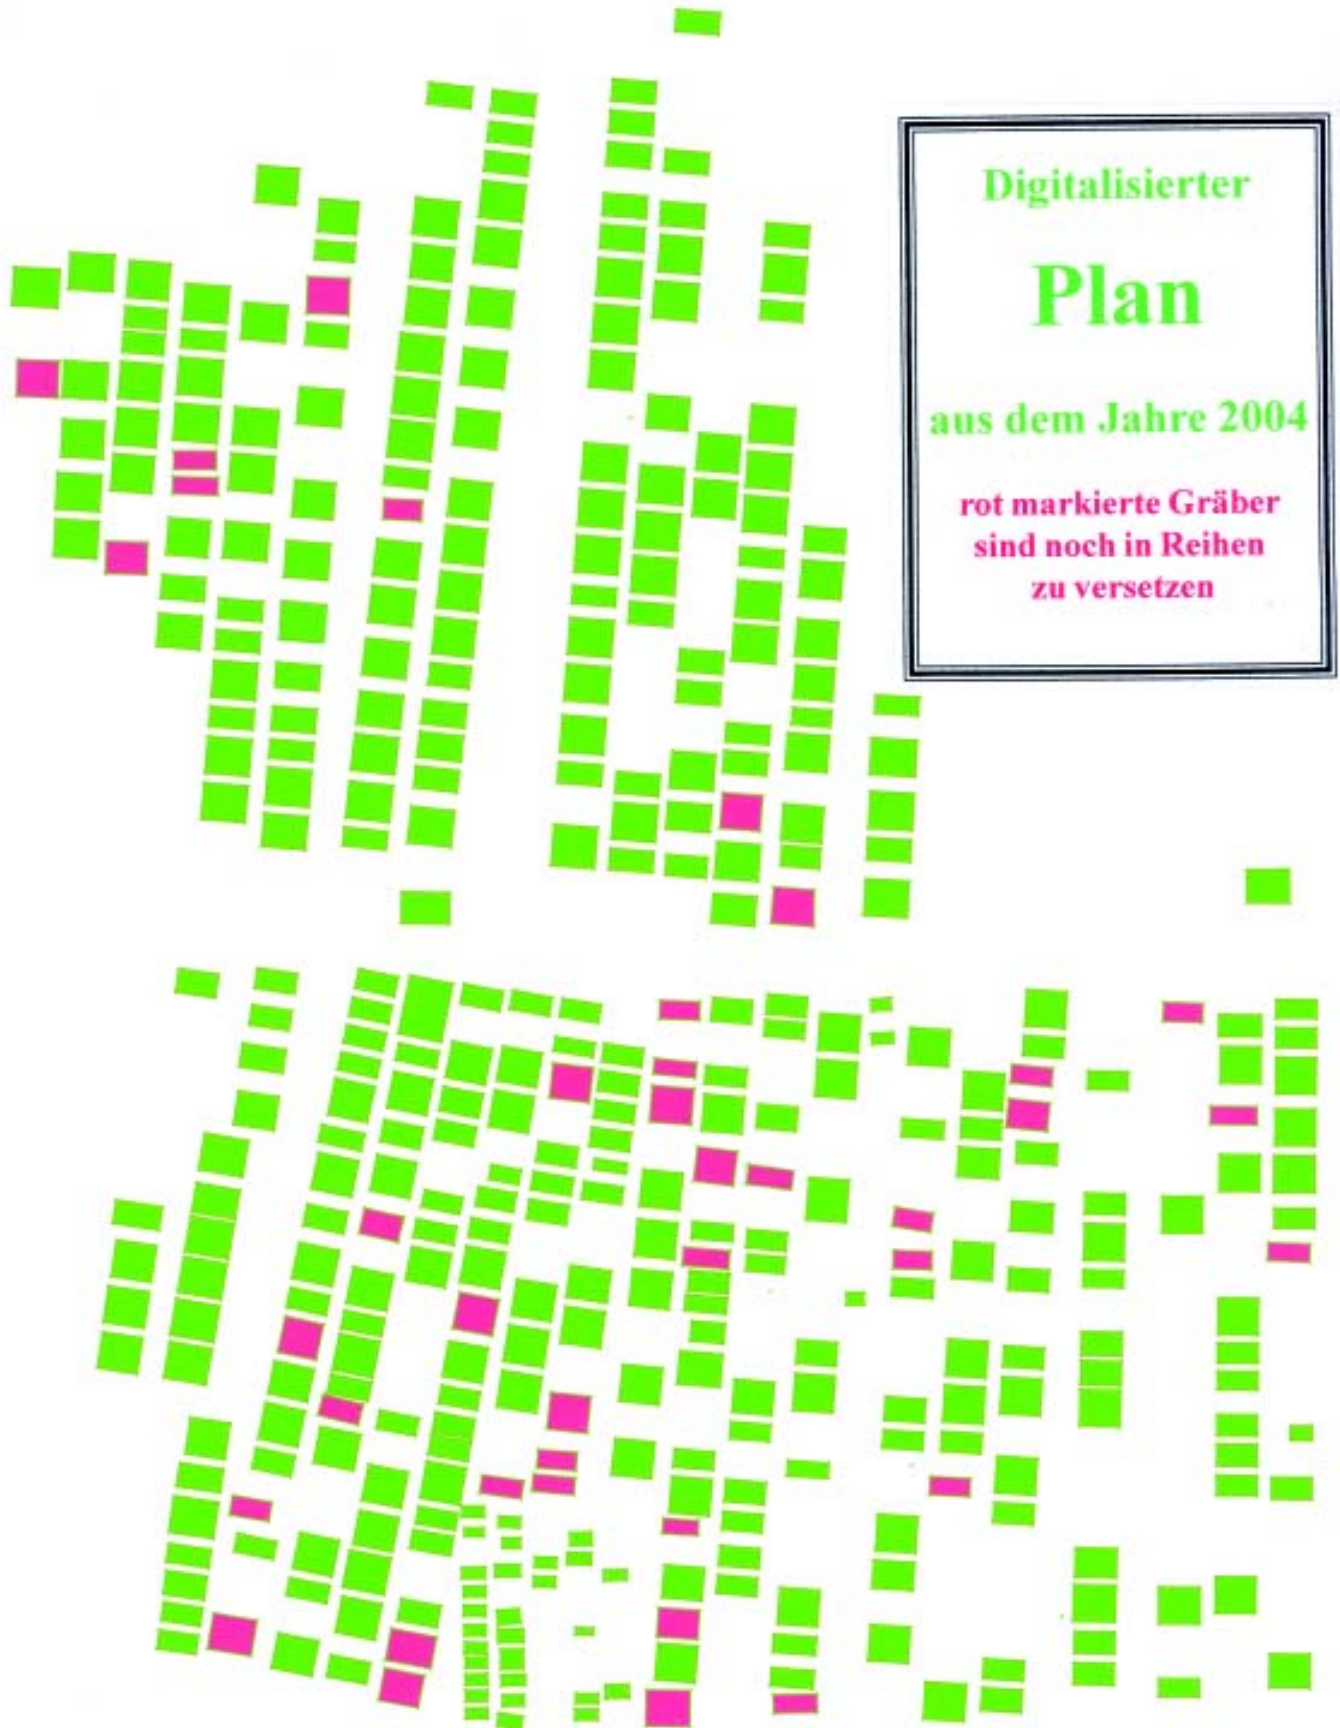 Digitalisierter
Plan
aus dem Jahre 2004
rot markierte Gräber
sind noch in Reihen
zu versetzen